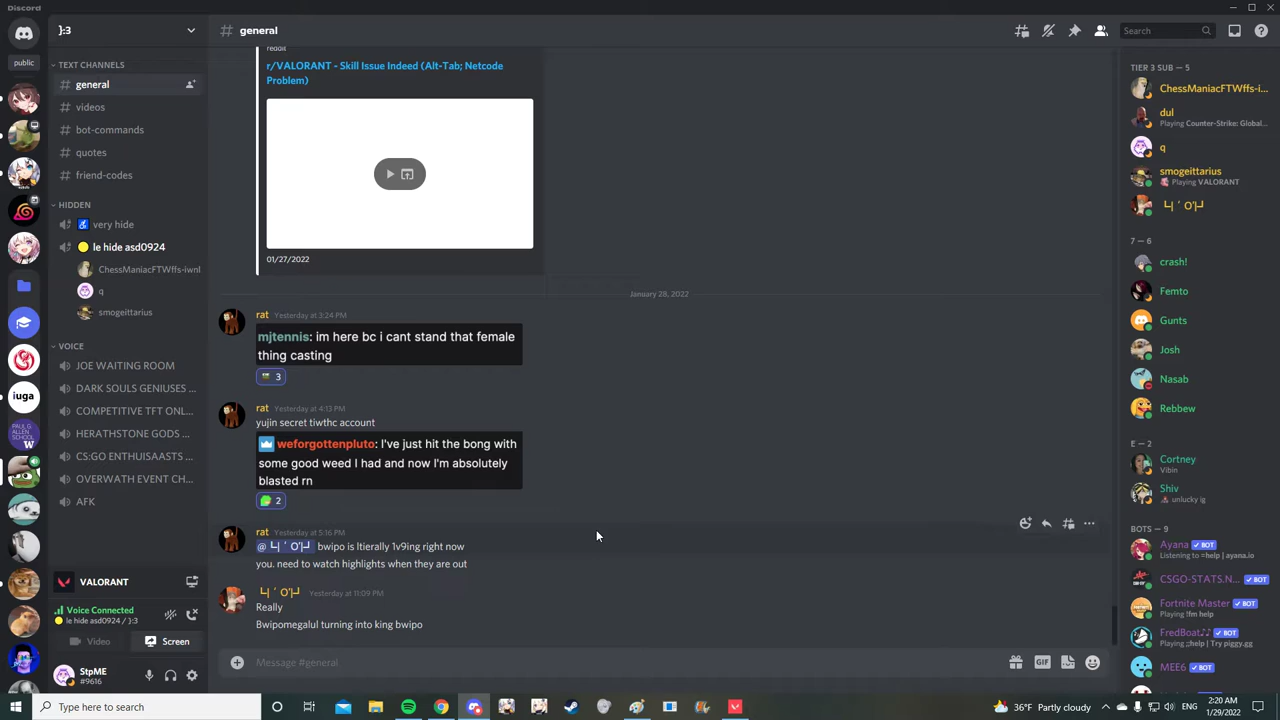 Discord
}:3
general
Search
public
TEXT CHANNELS
general
videos
bot-commands
quotes
friend-codes
HIDDEN
very hide
le hide asd0924
ChessManiacFTWffs-iwnl
q
smogeittarius
VOICE
JOE WAITING ROOM
DARK SOULS GENIUSES ...
COMPETITIVE TFT ONL...
HERATHSTONE GODS ...
CS:GO ENTHUISAASTS ...
OVERWATH EVENT CH...
AFK
iuga
PAUL G.
ALLEN
SCHOOL
W
VALORANT
Voice Connected
le hide asd0924 / }:3
Video
Screen
StpME
#9616
reddit
r/VALORANT - Skill Issue Indeed (Alt-Tab; Netcode
Problem)
01/27/2022
January 28, 2022
rat Yesterday at 3:24 PM
mjtennis: im here bc i cant stand that female
thing casting
3
rat Yesterday at 4:13 PM
yujin secret tiwthc account
weforgottenpluto: I've just hit the bong with
some good weed I had and now I'm absolutely
blasted rn
2
rat Yesterday at 5:16 PM
bwipo is ltierally 1v9ing right now
you. need to watch highlights when they are out
Yesterday at 11:09 PM
Really
Bwipomegalul turning into king bwipo
Message #general
GIF
TIER 3 SUB — 5
ChessManiacFTWffs-iw...
dul
Playing Counter-Strike: Global...
q
smogeittarius
Playing VALORANT
7 — 6
crash!
Femto
Gunts
Josh
Nasab
Rebbew
E — 2
Cortney
Vibin
Shiv
unlucky ig
BOTS — 9
Ayana BOT
Listening to =help | ayana.io
CSGO-STATS.N... BOT
Fortnite Master BOT
Playing !fm help
FredBoat♪♪ BOT
Playing ;;help | Try piggy.gg
MEE6 BOT
Type here to search
36°F Partly cloudy
2:20 AM
1/29/2022